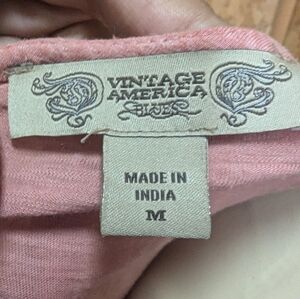 VINTAGE
AMERICA
BLUES
MADE IN
INDIA
M